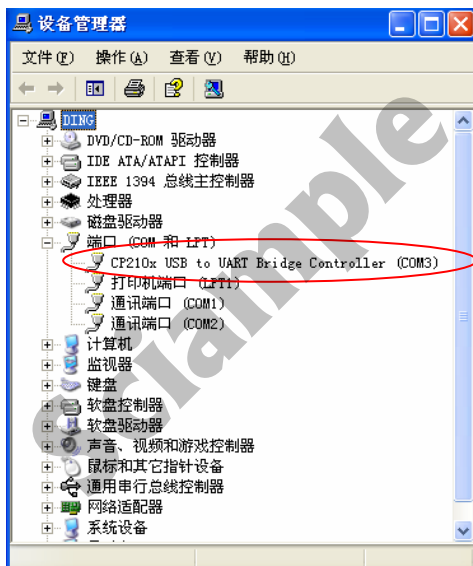 设备管理器
文件(F) 操作(A) 查看(V) 帮助(H)
DING
DVD/CD-ROM 驱动器
IDE ATA/ATAPI 控制器
IEEE 1394 总线主控制器
处理器
磁盘驱动器
端口 (COM 和 LPT)
CP210x USB to UART Bridge Controller (COM3)
打印机端口 (LPT1)
通讯端口 (COM1)
通讯端口 (COM2)
计算机
监视器
键盘
软盘控制器
软盘驱动器
声音、视频和游戏控制器
鼠标和其它指针设备
通用串行总线控制器
网络适配器
系统设备